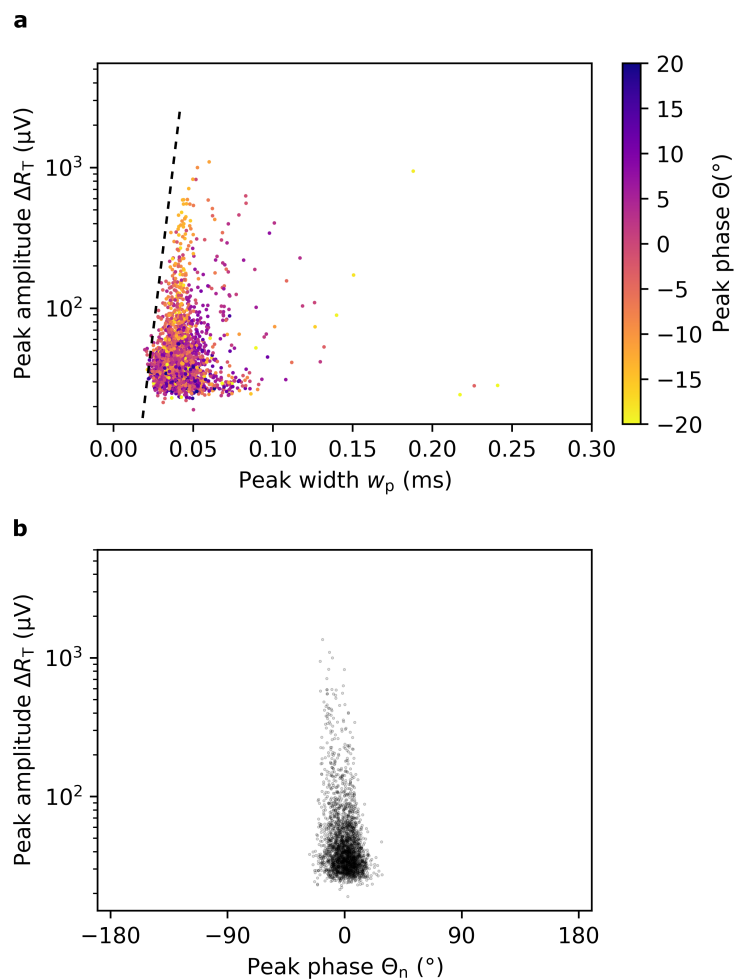 a
Peak amplitude ΔR_T (μV)
10³
10²
0.00 0.05 0.10 0.15 0.20 0.25 0.30
Peak width w_p (ms)
20
15
10
5
0
−5
−10
−15
−20
Peak phase Θ(°)
b
Peak amplitude ΔR_T (μV)
10³
10²
−180 −90 0 90 180
Peak phase Θ_n (°)